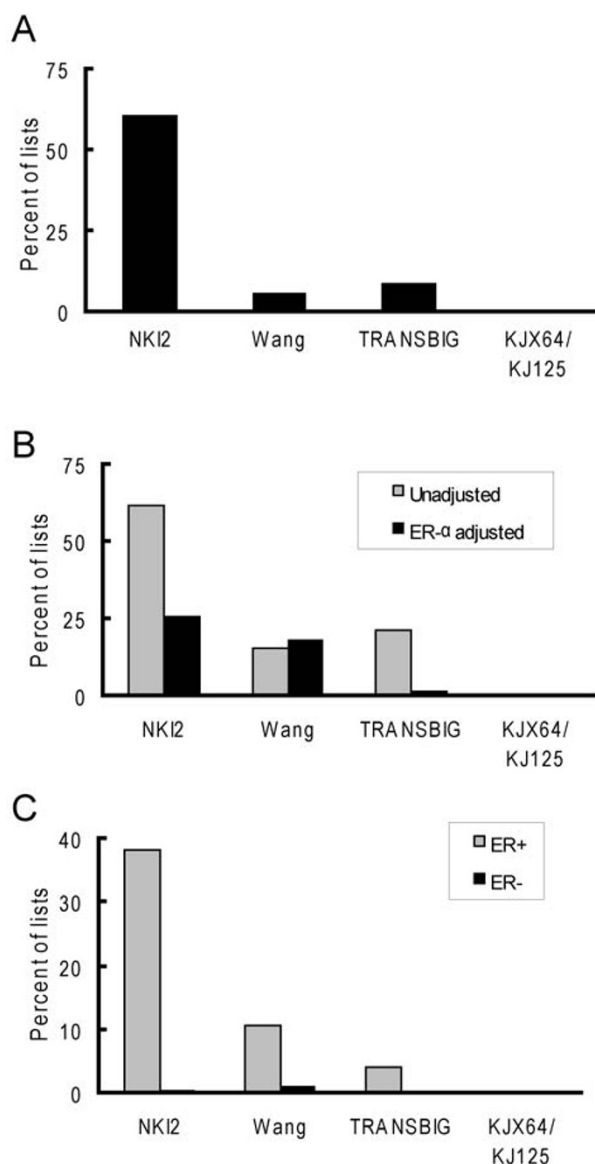 A
Percent of lists
75
50
25
0
NKI2 Wang TRANSBIG KJX64/
KJ125
B
Percent of lists
75
50
25
0
Unadjusted
ER-α adjusted
NKI2 Wang TRANSBIG KJX64/
KJ125
C
Percent of lists
40
30
20
10
0
ER+
ER-
NKI2 Wang TRANSBIG KJX64/
KJ125